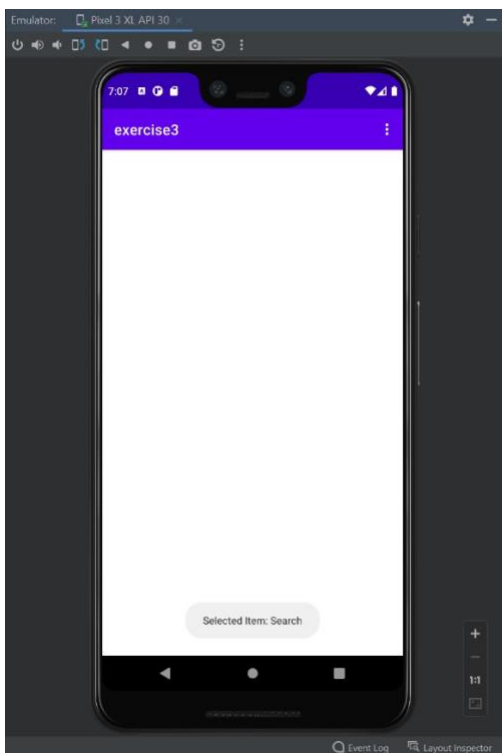 Emulator: Pixel 3 XL API 30
7:07
exercise3
Selected Item: Search
1:1
Event Log Layout Inspector